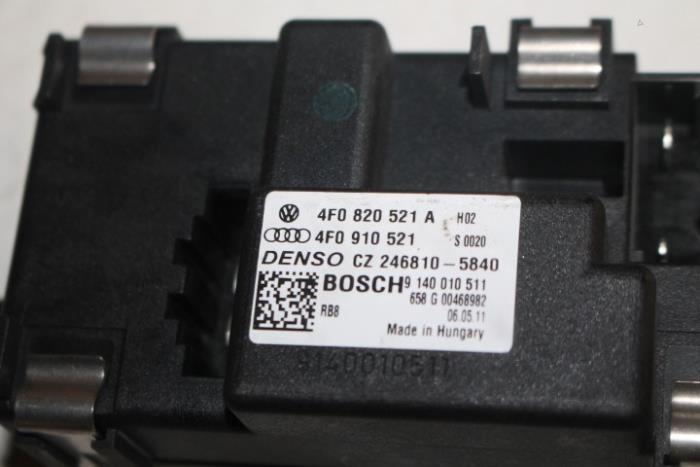 4F0 820 521 A H02
4F0 910 521 S 0020
DENSO CZ 246810-5840
BOSCH 9 140 010 511
658 G 00468982
RB8 06.05.11
Made in Hungary
9140010511